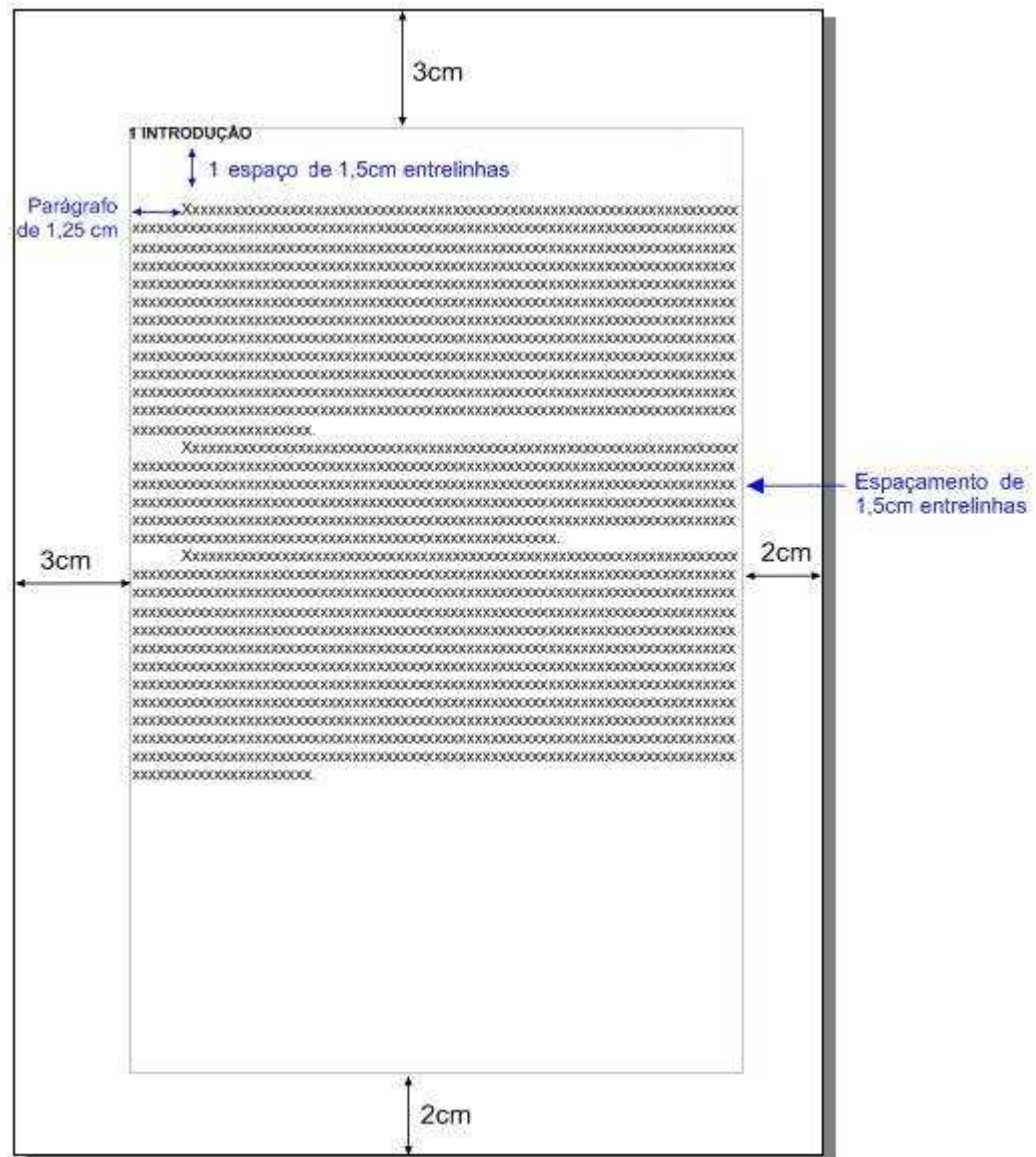 3cm
1 INTRODUÇÃO
1 espaço de 1,5cm entrelinhas
Parágrafo
de 1,25 cm
Espaçamento de
1,5cm entrelinhas
3cm
2cm
2cm